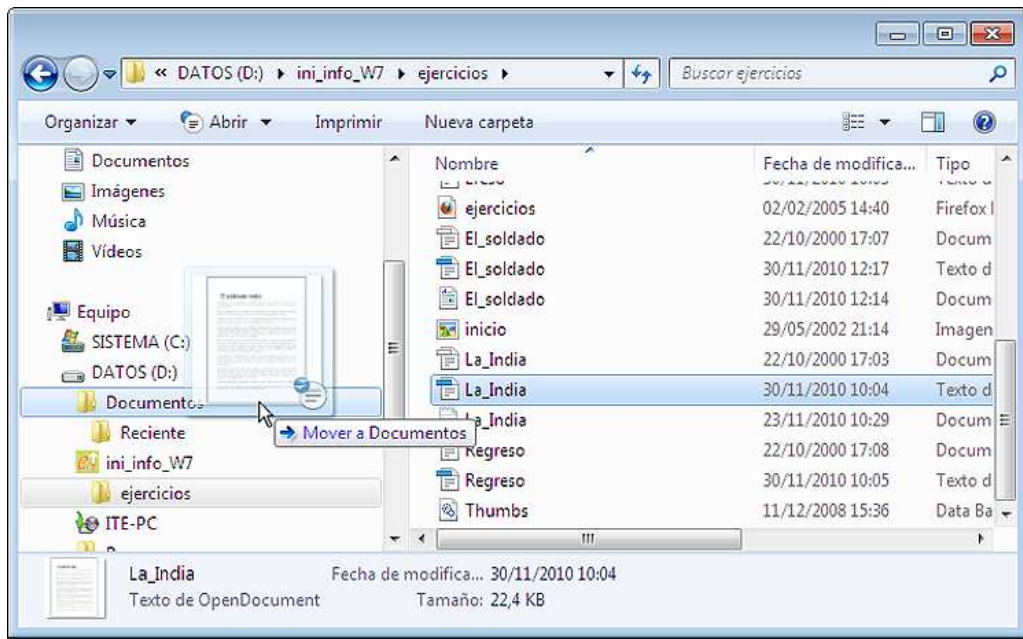 « DATOS (D:) ▸ ini_info_W7 ▸ ejercicios ▸ Buscar ejercicios
Organizar Abrir Imprimir Nueva carpeta
Documentos
Imágenes
Música
Vídeos
Equipo
SISTEMA (C:)
DATOS (D:)
Documentos
Reciente
ini_info_W7
ejercicios
ITE-PC
Nombre Fecha de modifica... Tipo
ejercicios 02/02/2005 14:40 Firefox
El_soldado 22/10/2000 17:07 Docum
El_soldado 30/11/2010 12:17 Texto d
El_soldado 30/11/2010 12:14 Docum
inicio 29/05/2002 21:14 Imagen
La_India 22/10/2000 17:03 Docum
La_India 30/11/2010 10:04 Texto d
La_India 23/11/2010 10:29 Docum
Regreso 22/10/2000 17:08 Docum
Regreso 30/11/2010 10:05 Texto d
Thumbs 11/12/2008 15:36 Data Ba
Mover a Documentos
La_India Fecha de modifica... 30/11/2010 10:04
Texto de OpenDocument Tamaño: 22,4 KB